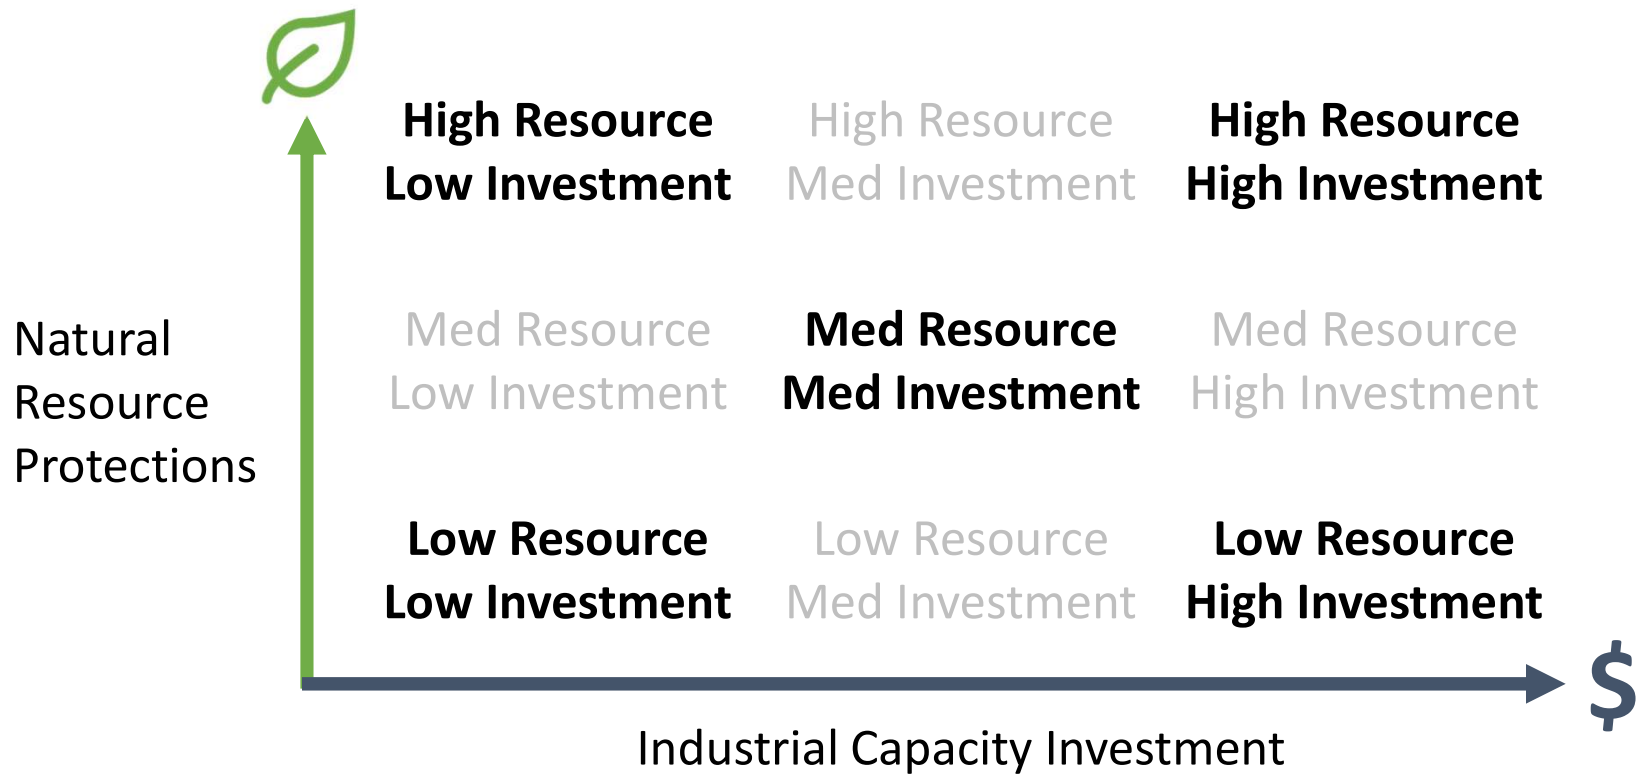 High Resource
Low Investment
High Resource
Med Investment
High Resource
High Investment
Natural
Resource
Protections
Med Resource
Low Investment
Med Resource
Med Investment
Med Resource
High Investment
Low Resource
Low Investment
Low Resource
Med Investment
Low Resource
High Investment
$
Industrial Capacity Investment